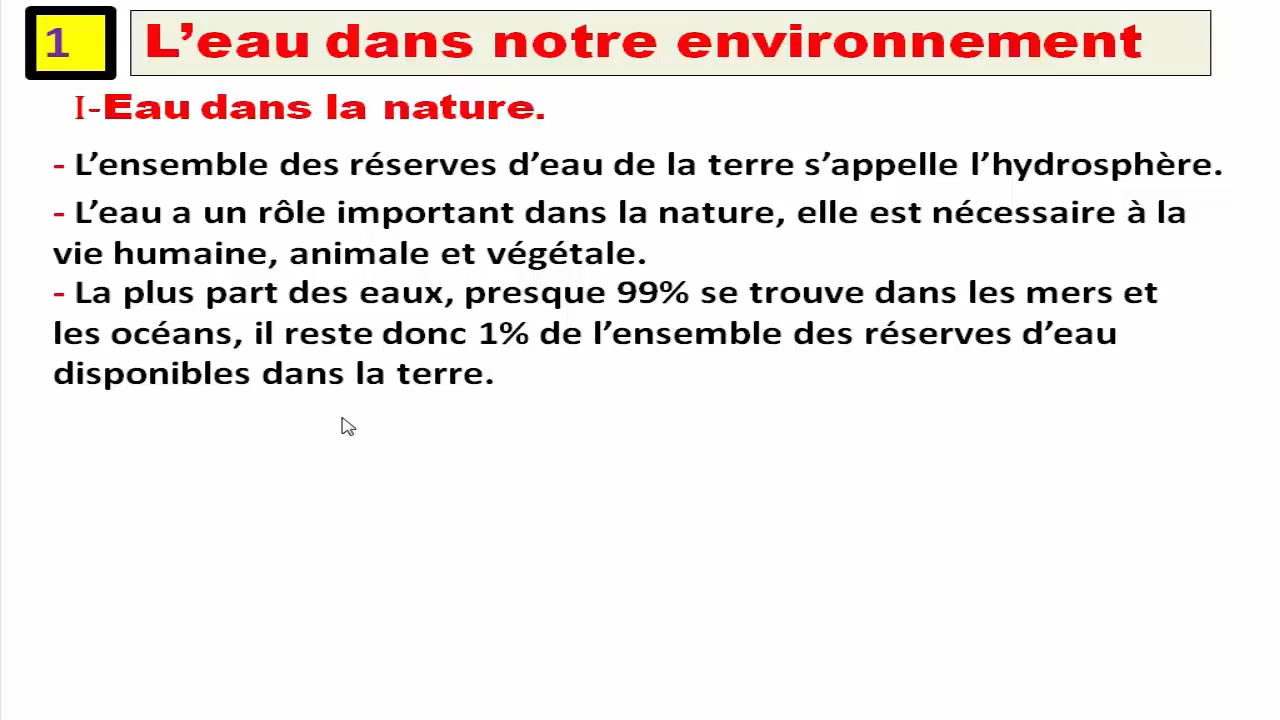 1
L'eau dans notre environnement
I-Eau dans la nature.
- L'ensemble des réserves d'eau de la terre s'appelle l'hydrosphère.
- L'eau a un rôle important dans la nature, elle est nécessaire à la
vie humaine, animale et végétale.
- La plus part des eaux, presque 99% se trouve dans les mers et
les océans, il reste donc 1% de l'ensemble des réserves d'eau
disponibles dans la terre.